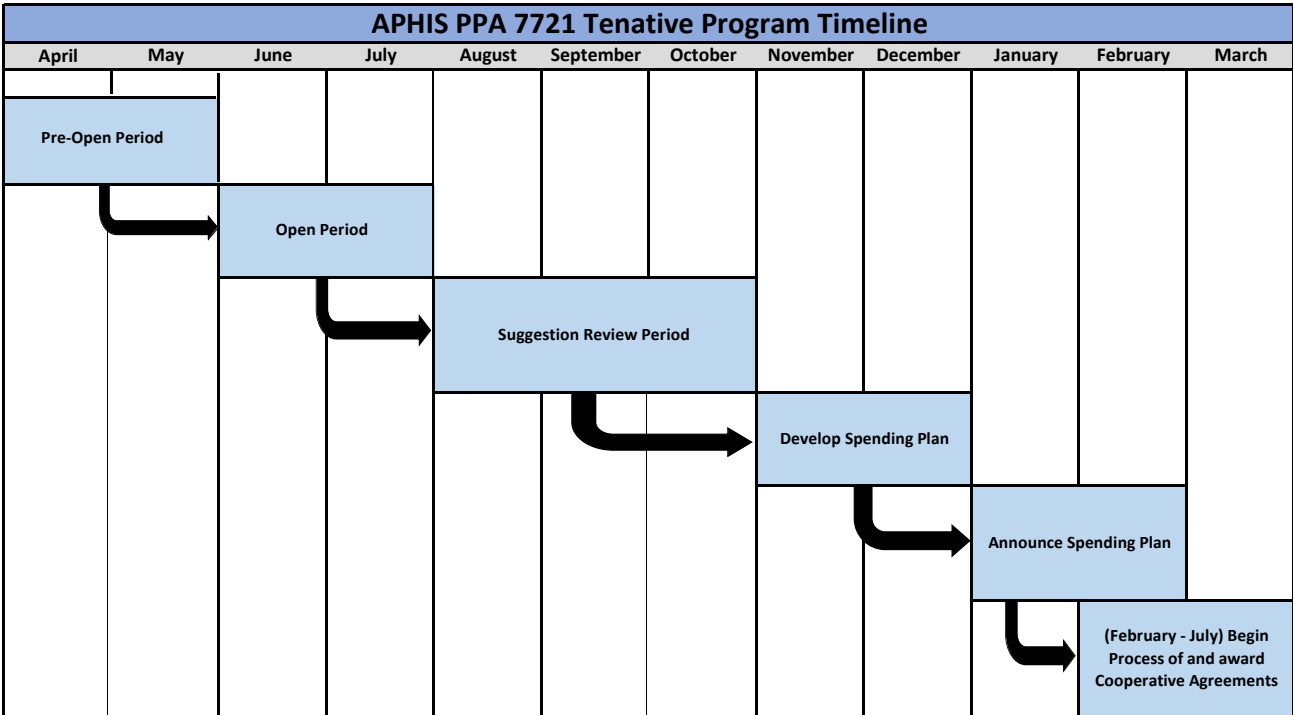 APHIS PPA 7721 Tenative Program Timeline
April May June July August September October November December January February March
Pre-Open Period
Open Period
Suggestion Review Period
Develop Spending Plan
Announce Spending Plan
(February - July) Begin
Process of and award
Cooperative Agreements